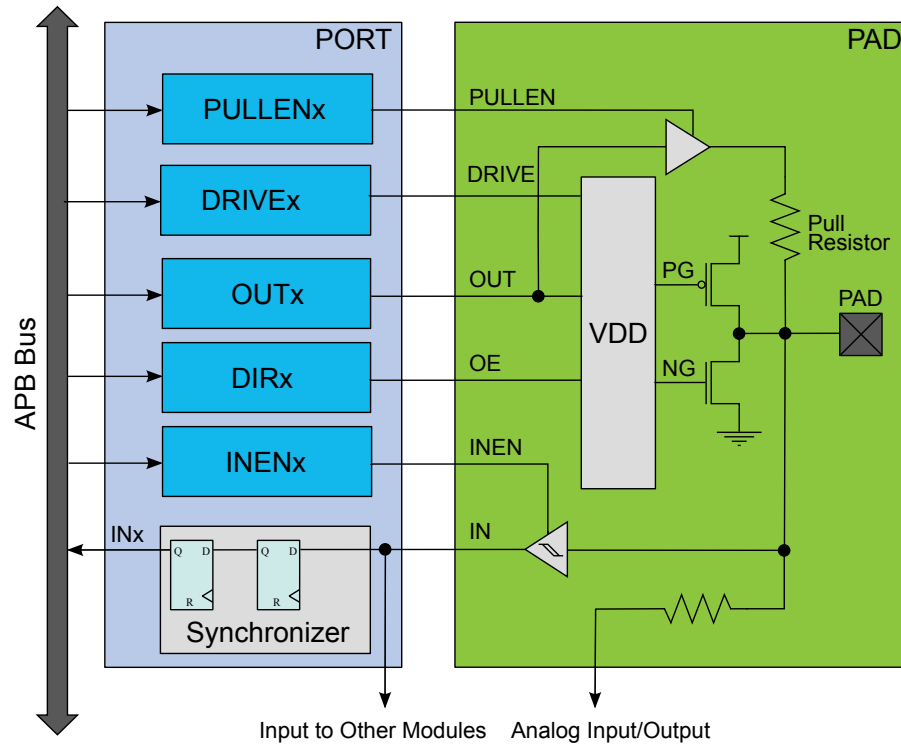 PORT
PAD
PULLENx
PULLEN
DRIVEx
DRIVE
Pull
Resistor
OUTx
OUT
PG
PAD
VDD
APB Bus
DIRx
OE
NG
INENx
INEN
INx
Q D
Q D
IN
R
R
Synchronizer
Input to Other Modules
Analog Input/Output